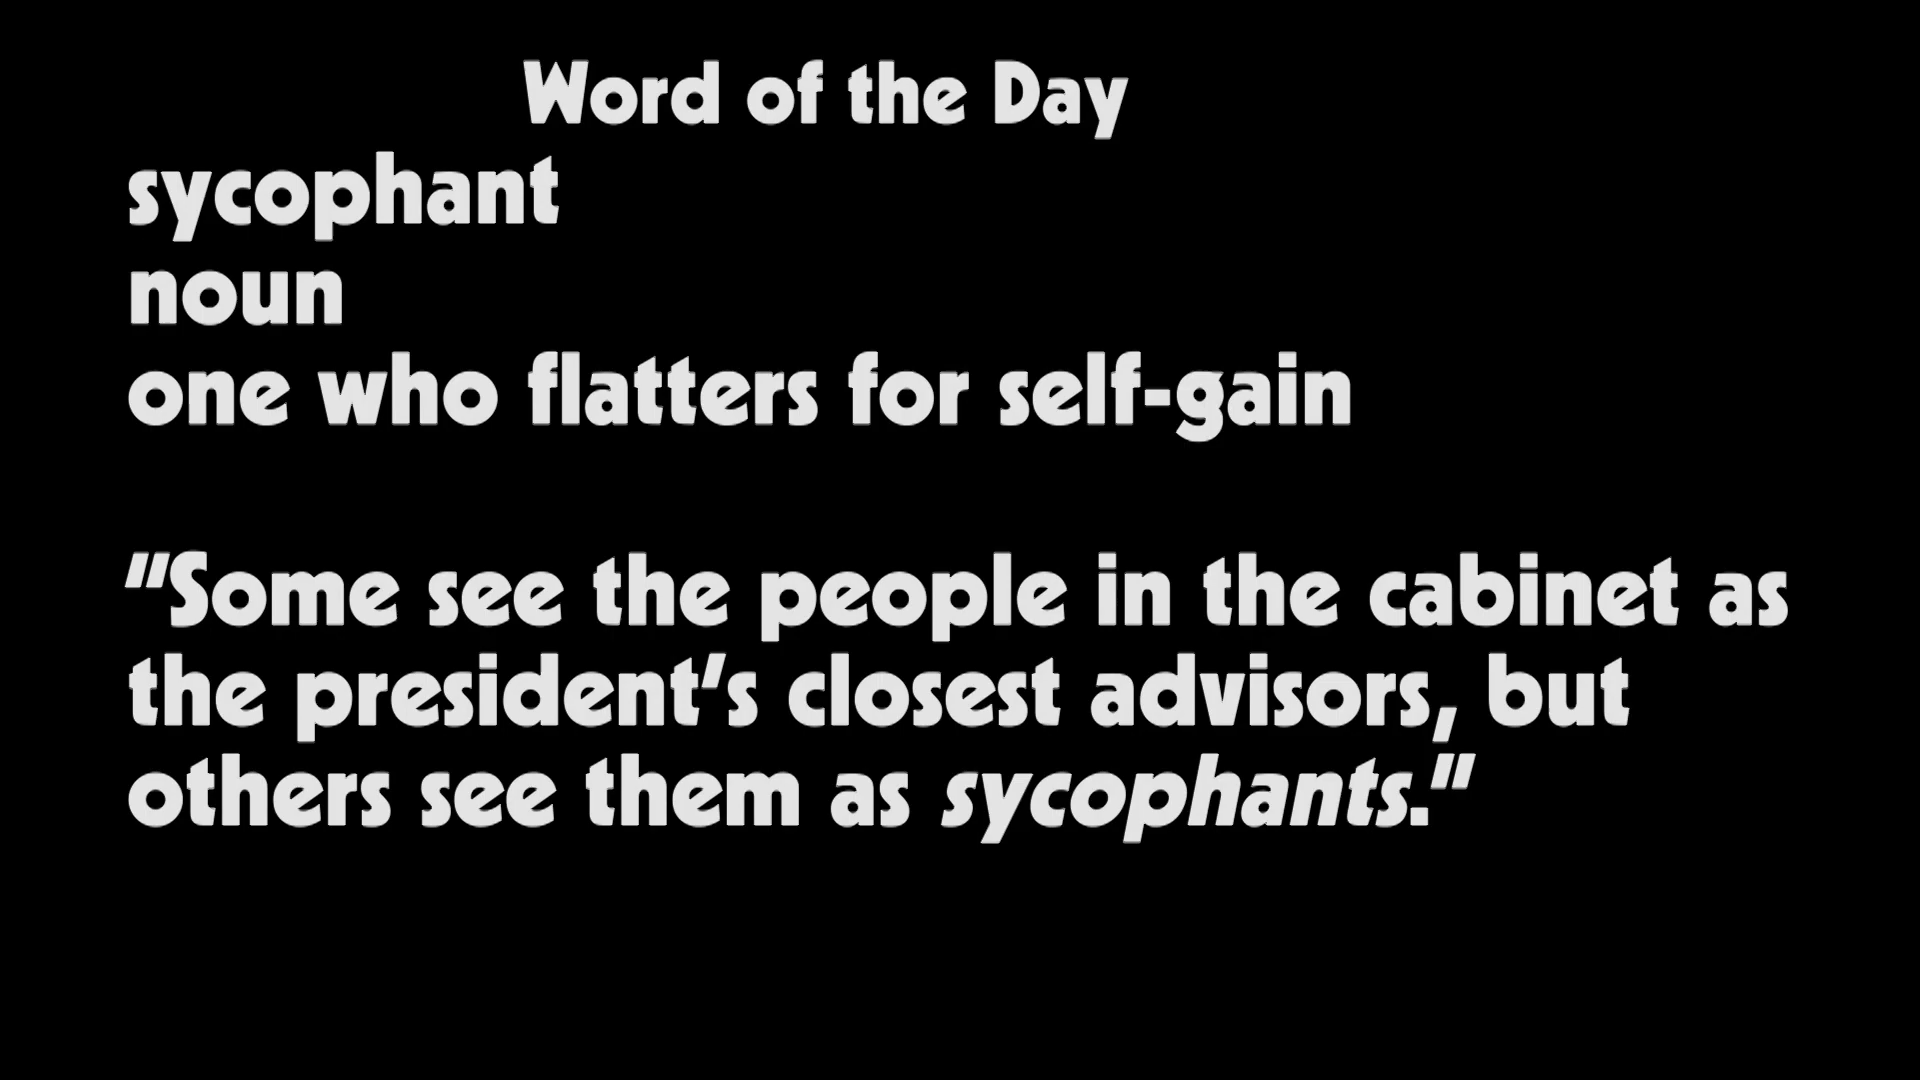 Word of the Day
sycophant
noun
one who flatters for self-gain
“Some see the people in the cabinet as
the president’s closest advisors, but
others see them as sycophants.”